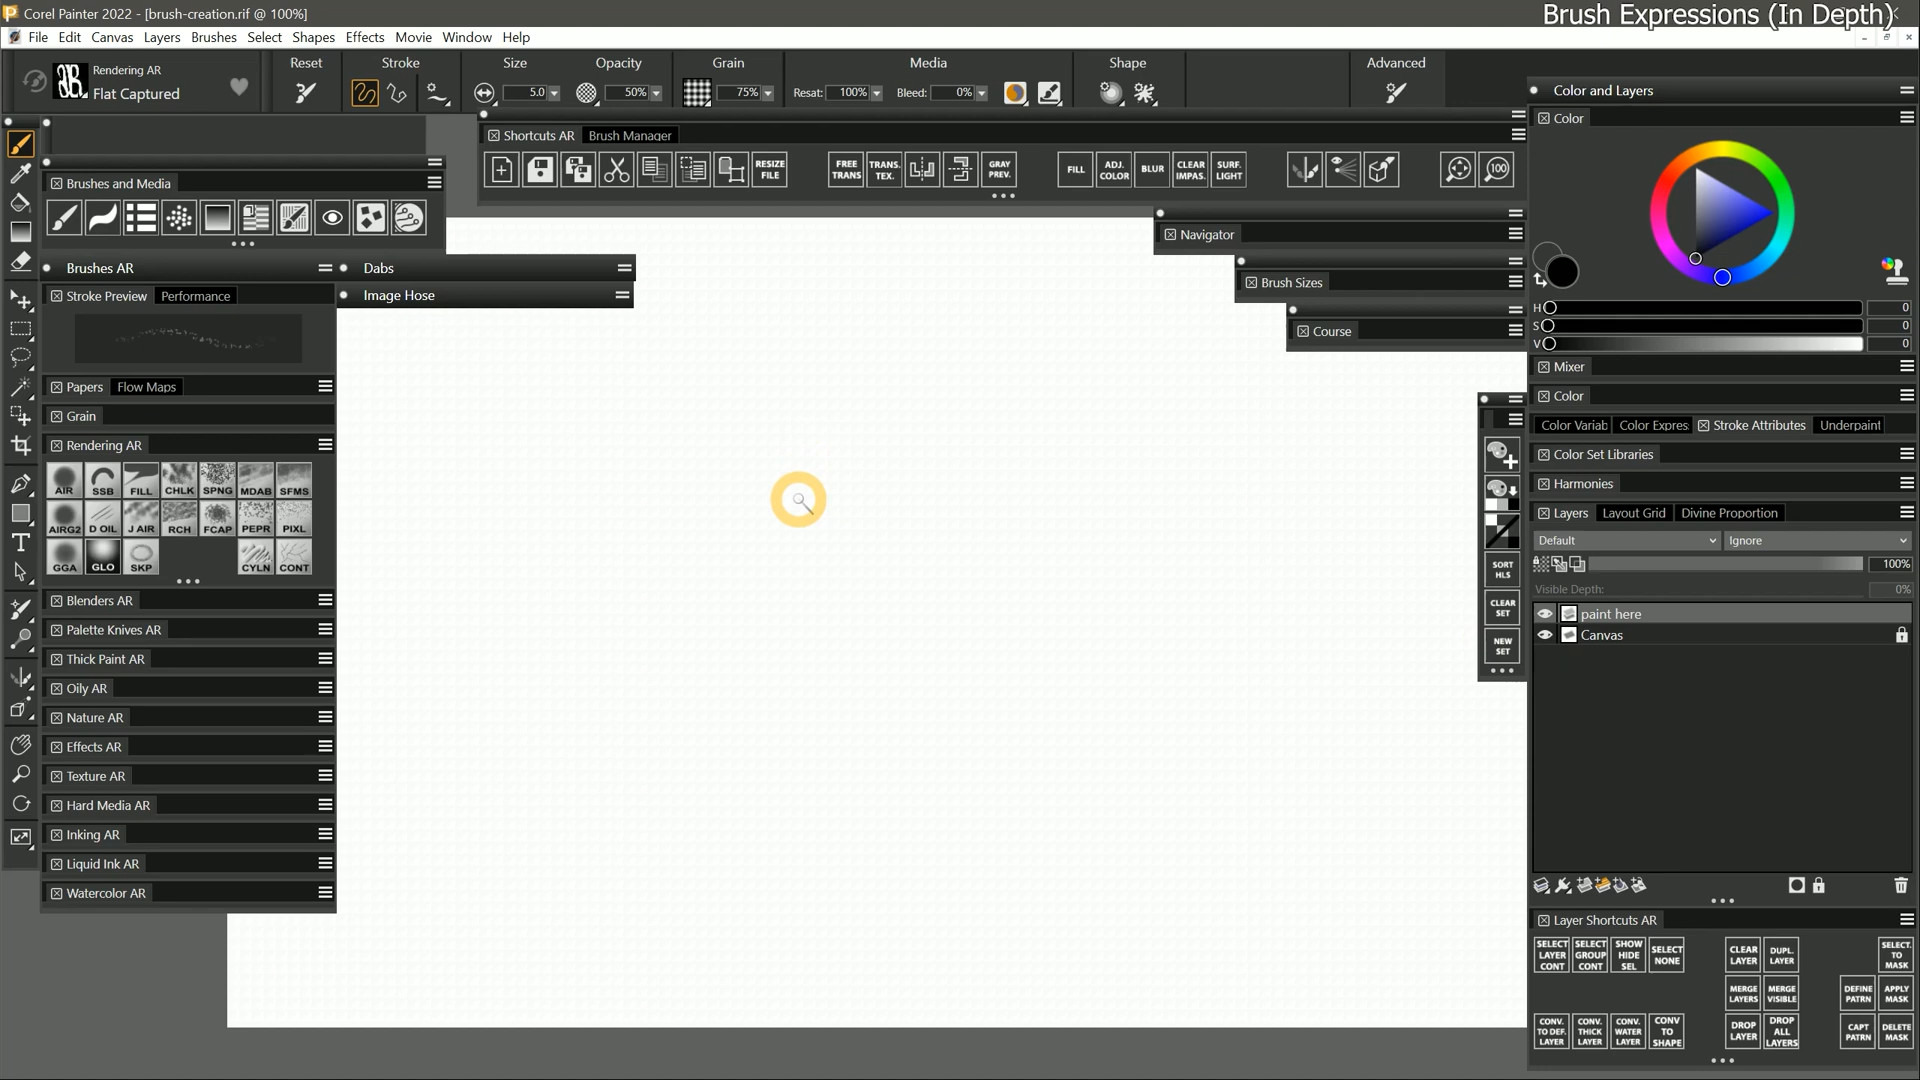 Corel Painter 2022 - [brush-creation.rif @ 100%]
Brush Expressions (In Depth)
File Edit Canvas Layers Brushes Select Shapes Effects Movie Window Help
Rendering AR
Flat Captured
Reset
Stroke
Size
5.0
Opacity
50%
Grain
75%
Media
Resat: 100%
Bleed: 0%
Shape
Advanced
Shortcuts AR Brush Manager
RESIZE FILE
FREE TRANS
TRANS. TEX.
GRAY PREV.
FILL
ADJ. COLOR
BLUR
CLEAR IMPAS.
SURF. LIGHT
100
Brushes and Media
Brushes AR
Dabs
Image Hose
Stroke Preview Performance
Papers Flow Maps
Grain
Rendering AR
AIR SSB FILL CHLK SPNG MDAB SFMS
AIRG2 D OIL J AIR RCH FCAP PEPR PIXL
GGA GLO SKP CYLN CONT
Blenders AR
Palette Knives AR
Thick Paint AR
Oily AR
Nature AR
Effects AR
Texture AR
Hard Media AR
Inking AR
Liquid Ink AR
Watercolor AR
Navigator
Brush Sizes
Course
SORT HLS
CLEAR SET
NEW SET
Color and Layers
Color
H 0
S 0
V 0
Mixer
Color
Color Variab Color Expres Stroke Attributes Underpaint
Color Set Libraries
Harmonies
Layers Layout Grid Divine Proportion
Default Ignore
100%
Visible Depth: 0%
paint here
Canvas
Layer Shortcuts AR
SELECT LAYER CONT
SELECT GROUP CONT
SHOW HIDE SEL
SELECT NONE
CLEAR LAYER
DUPL. LAYER
SELECT. TO MASK
MERGE LAYERS
MERGE VISIBLE
DEFINE PATRN
APPLY MASK
CONV. TO DEF. LAYER
CONV. THICK LAYER
CONV. WATER LAYER
CONV TO SHAPE
DROP LAYER
DROP ALL LAYERS
CAPT PATRN
DELETE MASK